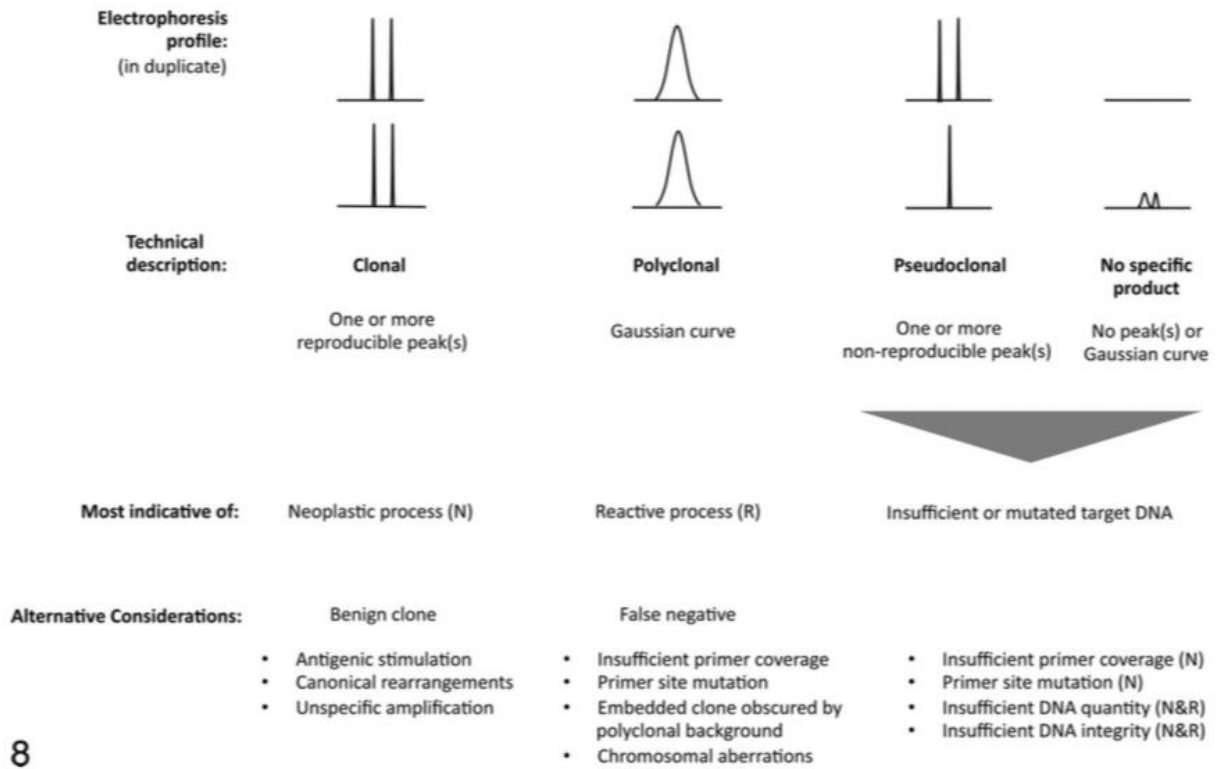 Electrophoresis
profile:
(in duplicate)
Technical
description:
Clonal
Polyclonal
Pseudoclonal
No specific
product
One or more
reproducible peak(s)
Gaussian curve
One or more
non-reproducible peak(s)
No peak(s) or
Gaussian curve
Most indicative of:
Neoplastic process (N)
Reactive process (R)
Insufficient or mutated target DNA
Alternative Considerations:
Benign clone
• Antigenic stimulation
• Canonical rearrangements
• Unspecific amplification
False negative
• Insufficient primer coverage
• Primer site mutation
• Embedded clone obscured by
polyclonal background
• Chromosomal aberrations
• Insufficient primer coverage (N)
• Primer site mutation (N)
• Insufficient DNA quantity (N&R)
• Insufficient DNA integrity (N&R)
8